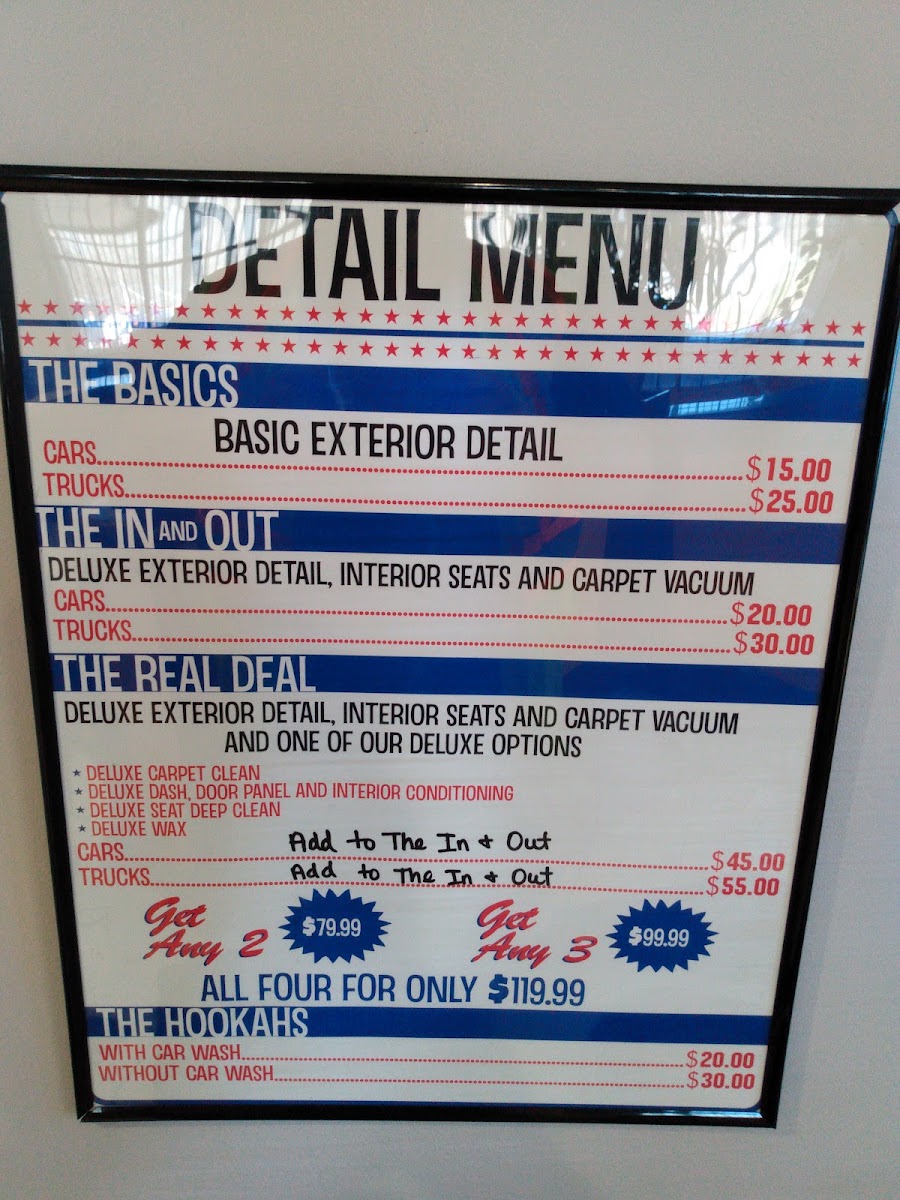 DETAIL MENU
THE BASICS
BASIC EXTERIOR DETAIL
CARS........ $15.00
TRUCKS........ $25.00
THE IN AND OUT
DELUXE EXTERIOR DETAIL, INTERIOR SEATS AND CARPET VACUUM
CARS........ $20.00
TRUCKS........ $30.00
THE REAL DEAL
DELUXE EXTERIOR DETAIL, INTERIOR SEATS AND CARPET VACUUM
AND ONE OF OUR DELUXE OPTIONS
★ DELUXE CARPET CLEAN
★ DELUXE DASH, DOOR PANEL AND INTERIOR CONDITIONING
★ DELUXE SEAT DEEP CLEAN
★ DELUXE WAX
CARS........ Add to The In & Out ........ $45.00
TRUCKS........ Add to The In & Out ........ $55.00
Get Any 2 $79.99
Get Any 3 $99.99
ALL FOUR FOR ONLY $119.99
THE HOOKAHS
WITH CAR WASH........ $20.00
WITHOUT CAR WASH........ $30.00